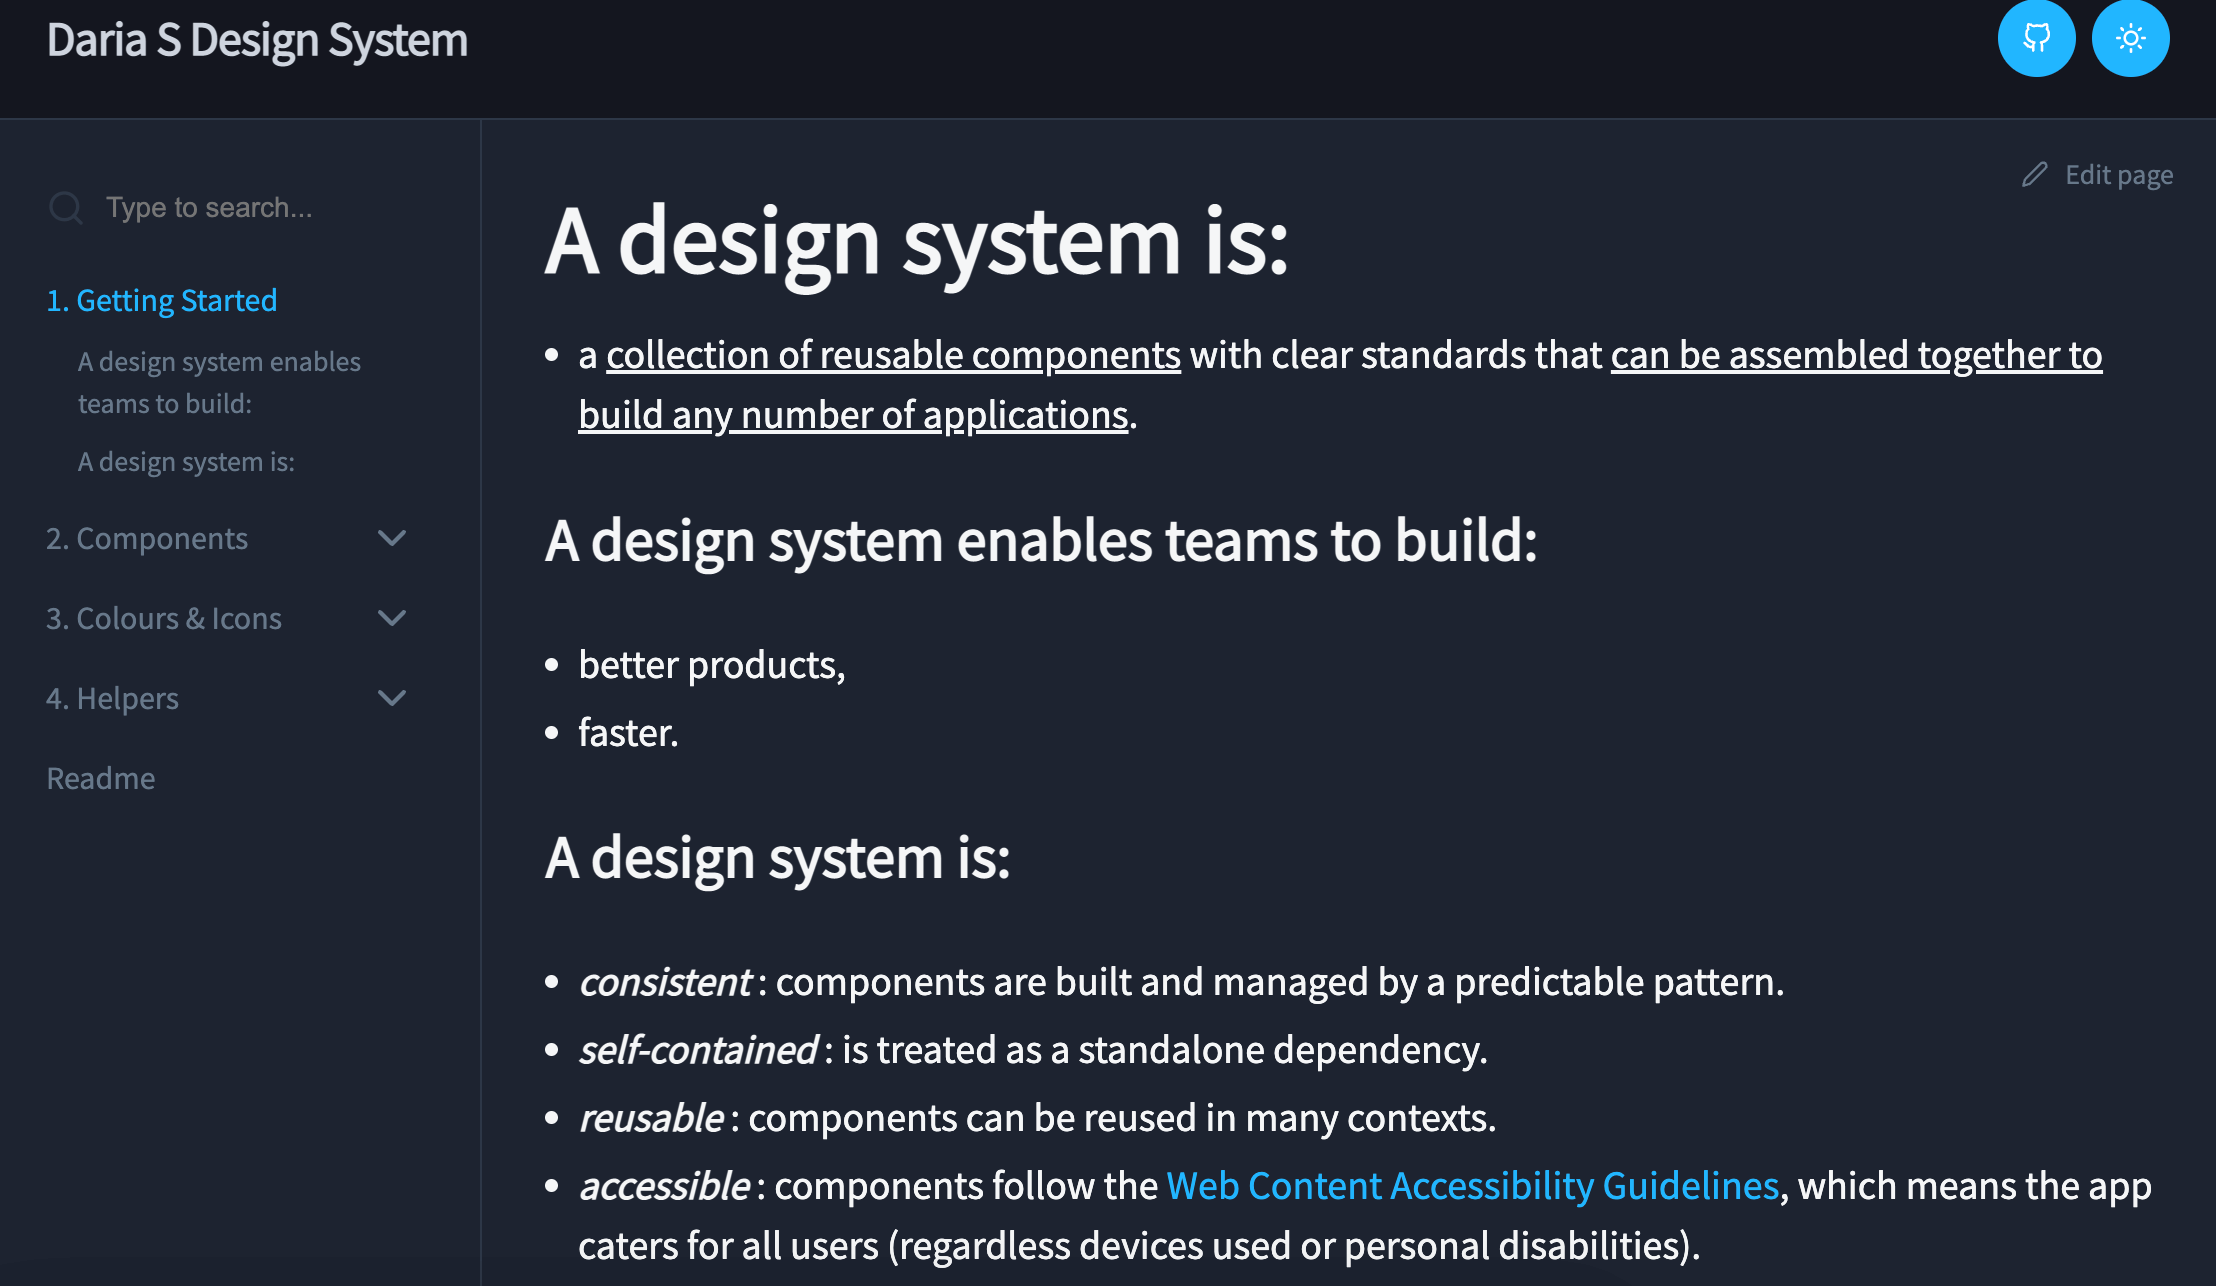 Daria S Design System
Type to search...
1. Getting Started
A design system enables
teams to build:
A design system is:
2. Components
3. Colours & Icons
4. Helpers
Readme
Edit page
A design system is:
• a collection of reusable components with clear standards that can be assembled together to
build any number of applications.
A design system enables teams to build:
• better products,
• faster.
A design system is:
• consistent : components are built and managed by a predictable pattern.
• self-contained : is treated as a standalone dependency.
• reusable : components can be reused in many contexts.
• accessible : components follow the Web Content Accessibility Guidelines, which means the app
caters for all users (regardless devices used or personal disabilities).